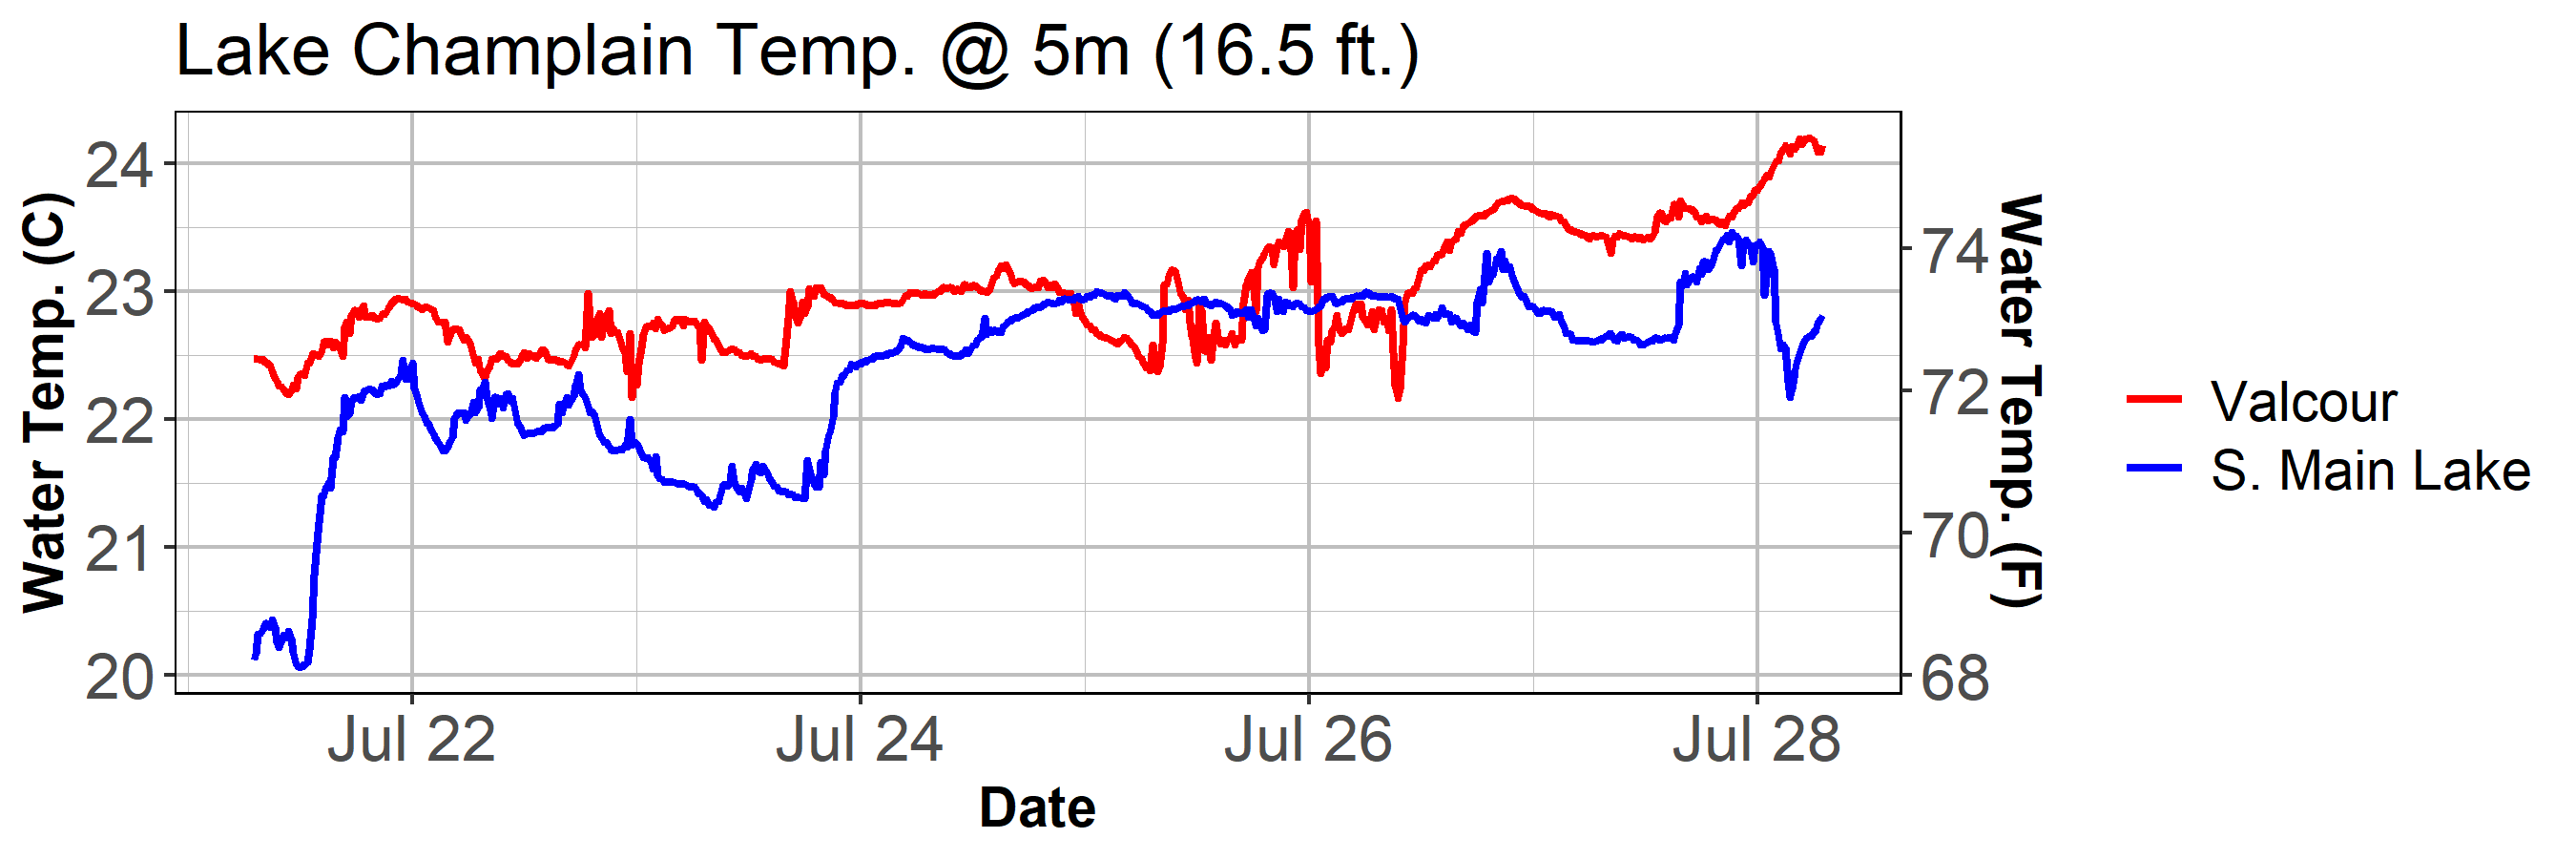 Lake Champlain Temp. @ 5m (16.5 ft.)
Water Temp. (C)
24
23
22
21
20
74
72
70
68
Water Temp. (F)
Jul 22
Jul 24
Jul 26
Jul 28
Date
Valcour
S. Main Lake